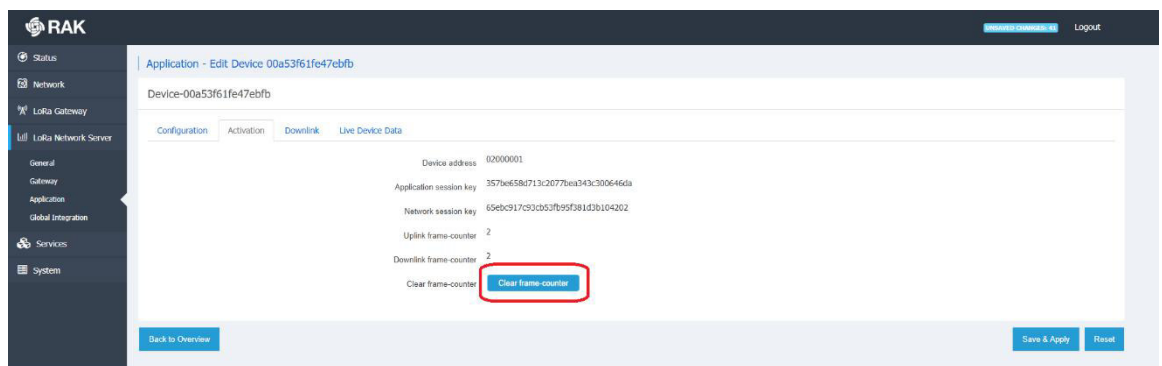 RAK
UNSAVED CHANGES: 41
Logout
Status
Network
LoRa Gateway
LoRa Network Server
General
Gateway
Application
Global Integration
Services
System
Application - Edit Device 00a53f61fe47ebfb
Device-00a53f61fe47ebfb
Configuration Activation Downlink Live Device Data
Device address 02000001
Application session key 357be658d713c2077bea343c300646da
Network session key 65ebc917c93cb53fb95f381d3b104202
Uplink frame-counter 2
Downlink frame-counter 2
Clear frame-counter Clear frame-counter
Back to Overview Save & Apply Reset